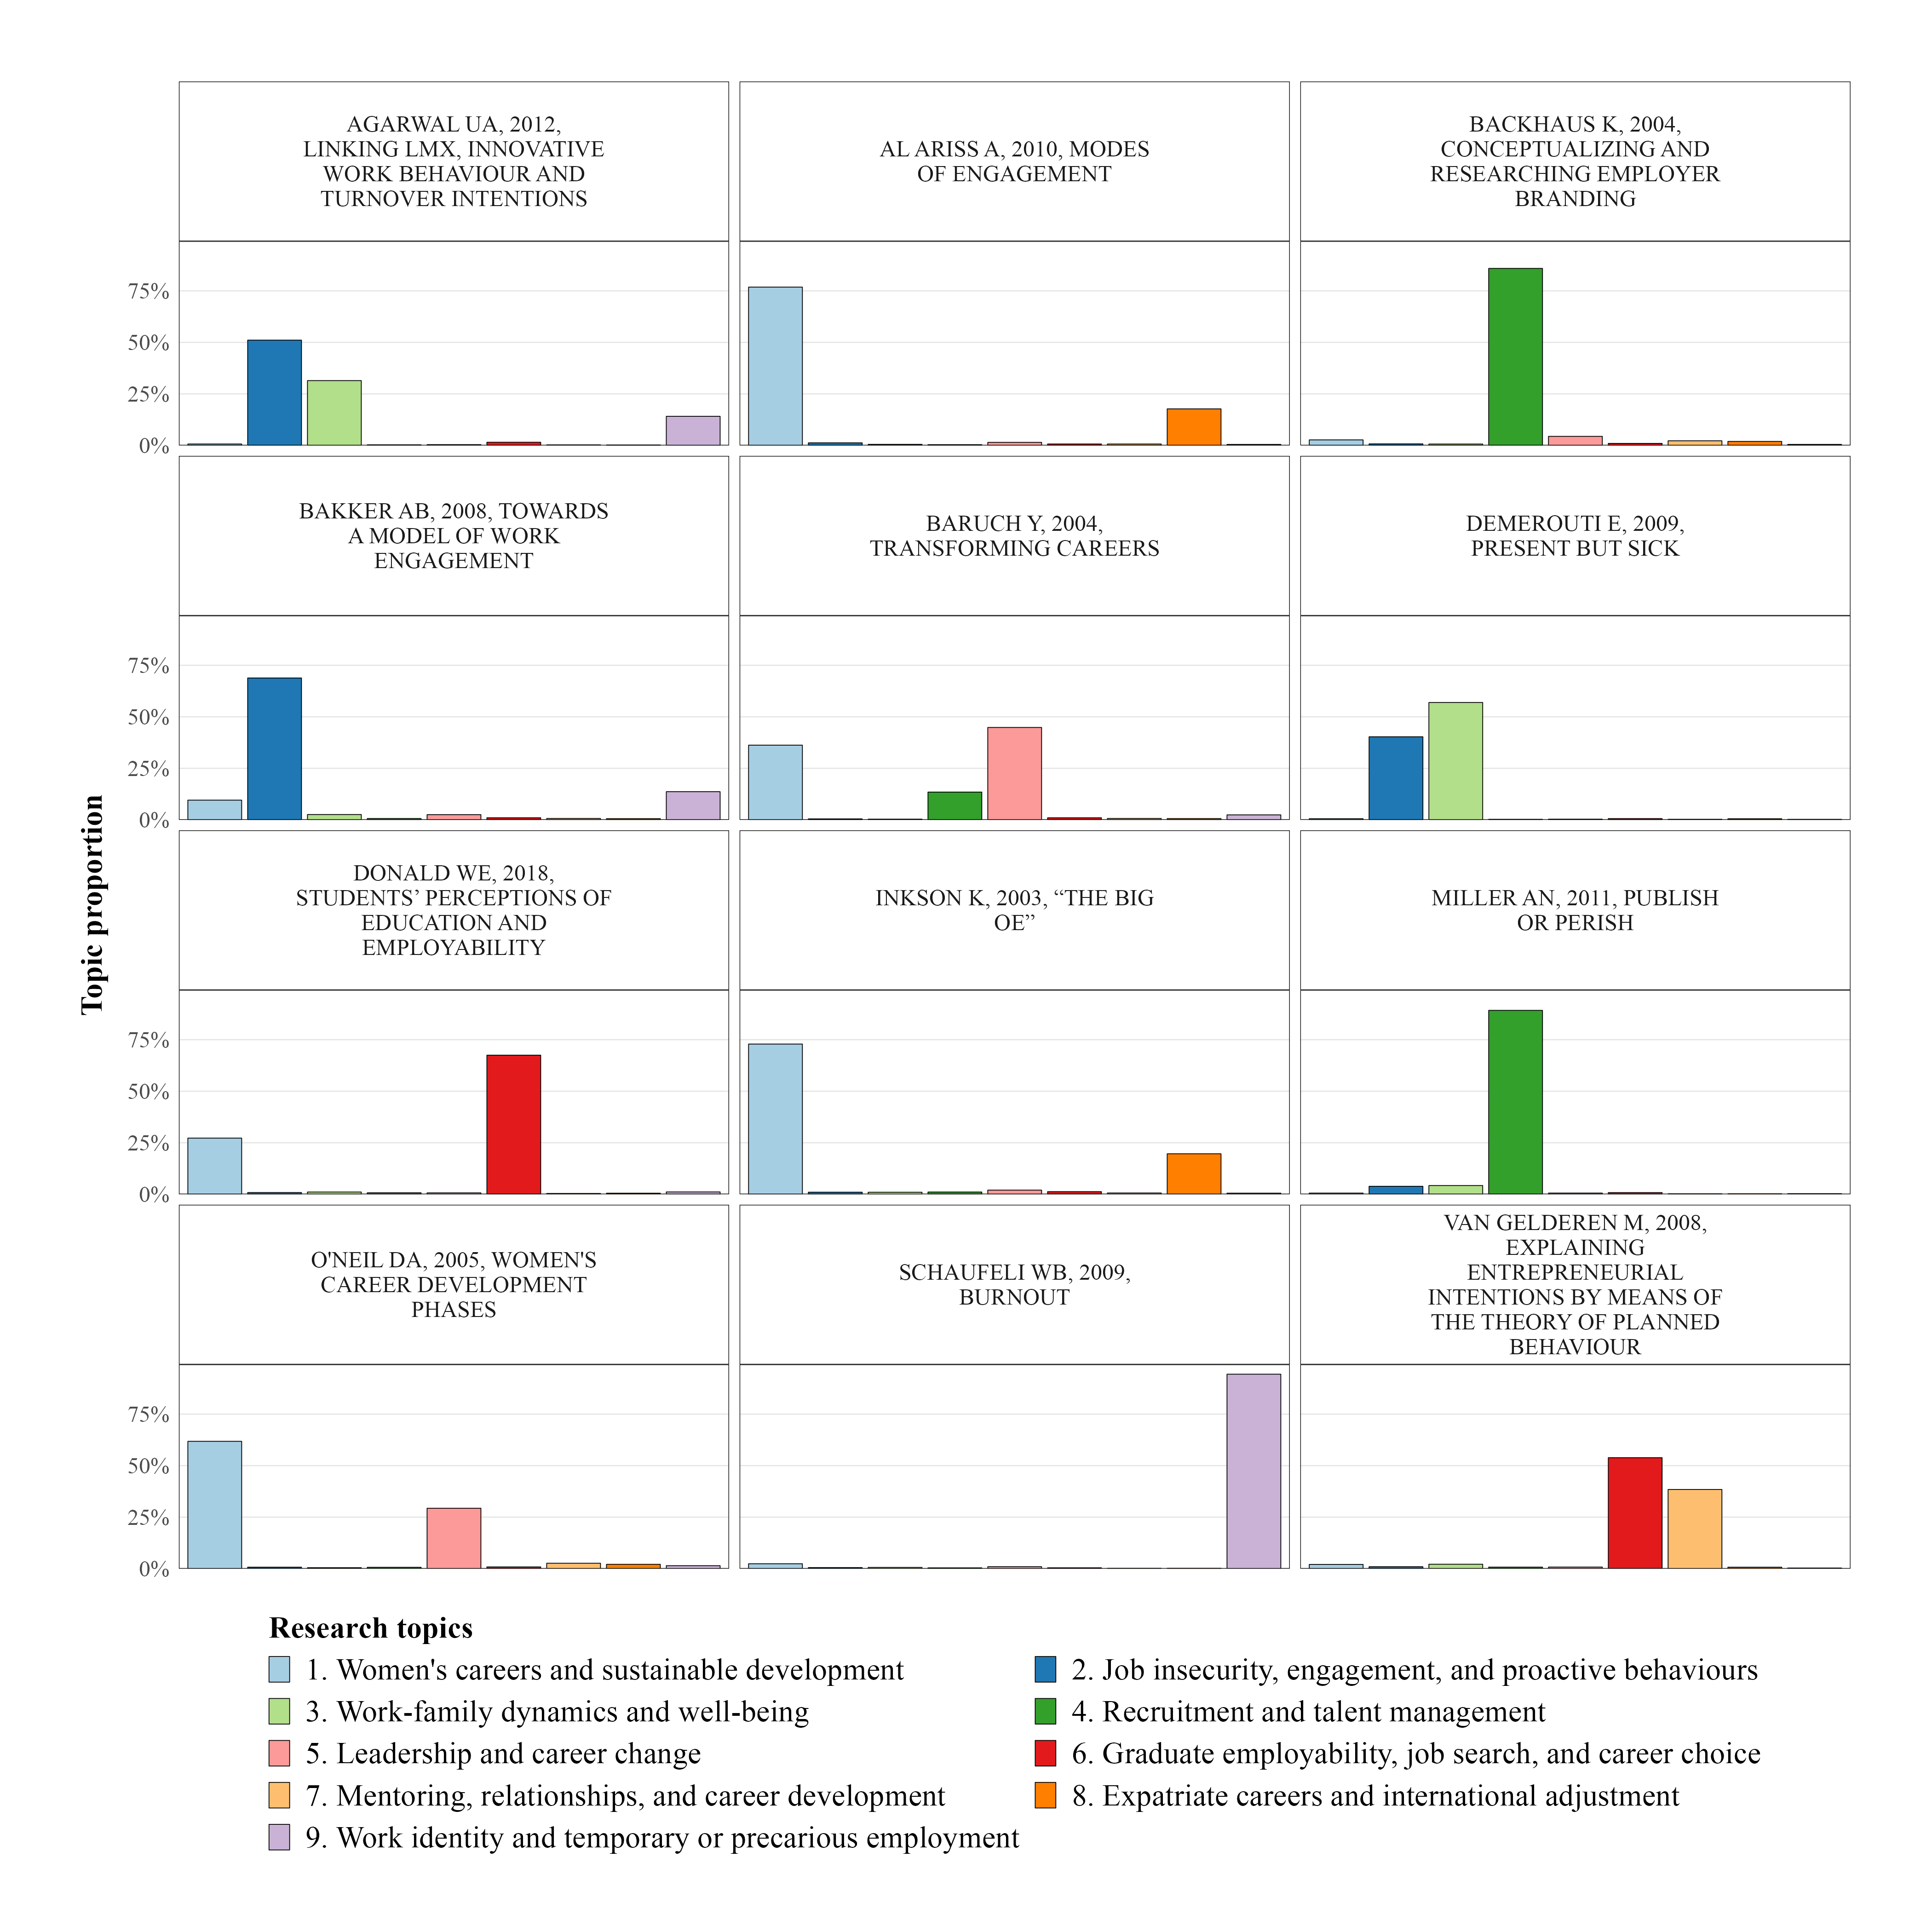 AGARWAL UA, 2012,
LINKING LMX, INNOVATIVE
WORK BEHAVIOUR AND
TURNOVER INTENTIONS
AL ARISS A, 2010, MODES
OF ENGAGEMENT
BACKHAUS K, 2004,
CONCEPTUALIZING AND
RESEARCHING EMPLOYER
BRANDING
75%
50%
25%
0%
BAKKER AB, 2008, TOWARDS
A MODEL OF WORK
ENGAGEMENT
BARUCH Y, 2004,
TRANSFORMING CAREERS
DEMEROUTI E, 2009,
PRESENT BUT SICK
75%
50%
25%
0%
Topic proportion
DONALD WE, 2018,
STUDENTS’ PERCEPTIONS OF
EDUCATION AND
EMPLOYABILITY
INKSON K, 2003, “THE BIG
OE”
MILLER AN, 2011, PUBLISH
OR PERISH
75%
50%
25%
0%
O'NEIL DA, 2005, WOMEN'S
CAREER DEVELOPMENT
PHASES
SCHAUFELI WB, 2009,
BURNOUT
VAN GELDEREN M, 2008,
EXPLAINING
ENTREPRENEURIAL
INTENTIONS BY MEANS OF
THE THEORY OF PLANNED
BEHAVIOUR
75%
50%
25%
0%
Research topics
1. Women's careers and sustainable development
2. Job insecurity, engagement, and proactive behaviours
3. Work-family dynamics and well-being
4. Recruitment and talent management
5. Leadership and career change
6. Graduate employability, job search, and career choice
7. Mentoring, relationships, and career development
8. Expatriate careers and international adjustment
9. Work identity and temporary or precarious employment